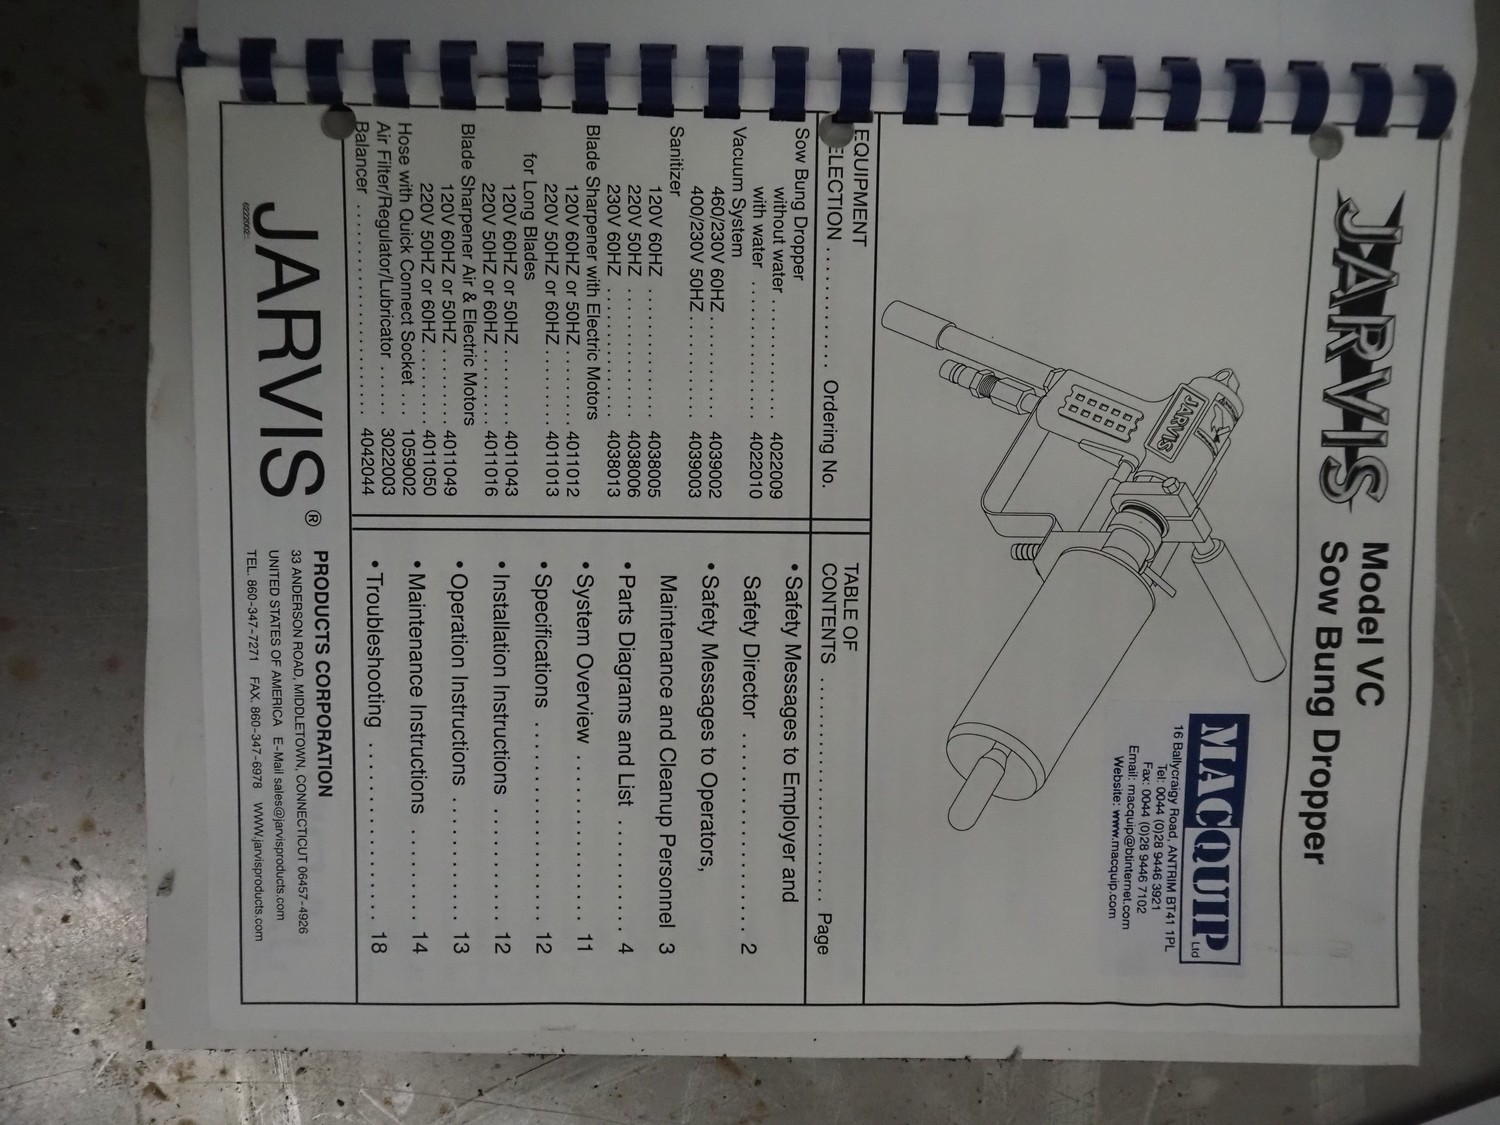 JARVIS
Model VC
Sow Bung Dropper
MACQUIP Ltd
16 Ballycraigy Road, ANTRIM BT41 1PL
Tel: 0044 (0)28 9446 3921
Fax: 0044 (0)28 9446 7102
Email: macquip@btinternet.com
Website: www.macquip.com
JARVIS
EQUIPMENT
ELECTION .............. Ordering No.
Sow Bung Dropper
without water ............ 4022009
with water .............. 4022010
Vacuum System
460/230V 60HZ ......... 4039002
400/230V 50HZ ......... 4039003
Sanitizer
120V 60HZ ............. 4038005
220V 50HZ ............. 4038006
230V 60HZ ............. 4038013
Blade Sharpener with Electric Motors
120V 60HZ or 50HZ ...... 4011012
220V 50HZ or 60HZ ...... 4011013
for Long Blades
120V 60HZ or 50HZ ...... 4011043
220V 50HZ or 60HZ ...... 4011016
Blade Sharpener Air & Electric Motors
120V 60HZ or 50HZ ...... 4011049
220V 50HZ or 60HZ ...... 4011050
Hose with Quick Connect Socket ... 1059002
Air Filter/Regulator/Lubricator ..... 3022003
Balancer .................... 4042044
TABLE OF
CONTENTS ...................... Page
• Safety Messages to Employer and
Safety Director .................. 2
• Safety Messages to Operators,
Maintenance and Cleanup Personnel 3
• Parts Diagrams and List .......... 4
• System Overview ............... 11
• Specifications .................. 12
• Installation Instructions .......... 12
• Operation Instructions ........... 13
• Maintenance Instructions ........ 14
• Troubleshooting ................ 18
JARVIS ®
PRODUCTS CORPORATION
33 ANDERSON ROAD, MIDDLETOWN, CONNECTICUT 06457-4926
UNITED STATES OF AMERICA E-Mail sales@jarvisproducts.com
TEL. 860-347-7271 FAX. 860-347-6978 WWW.jarvisproducts.com